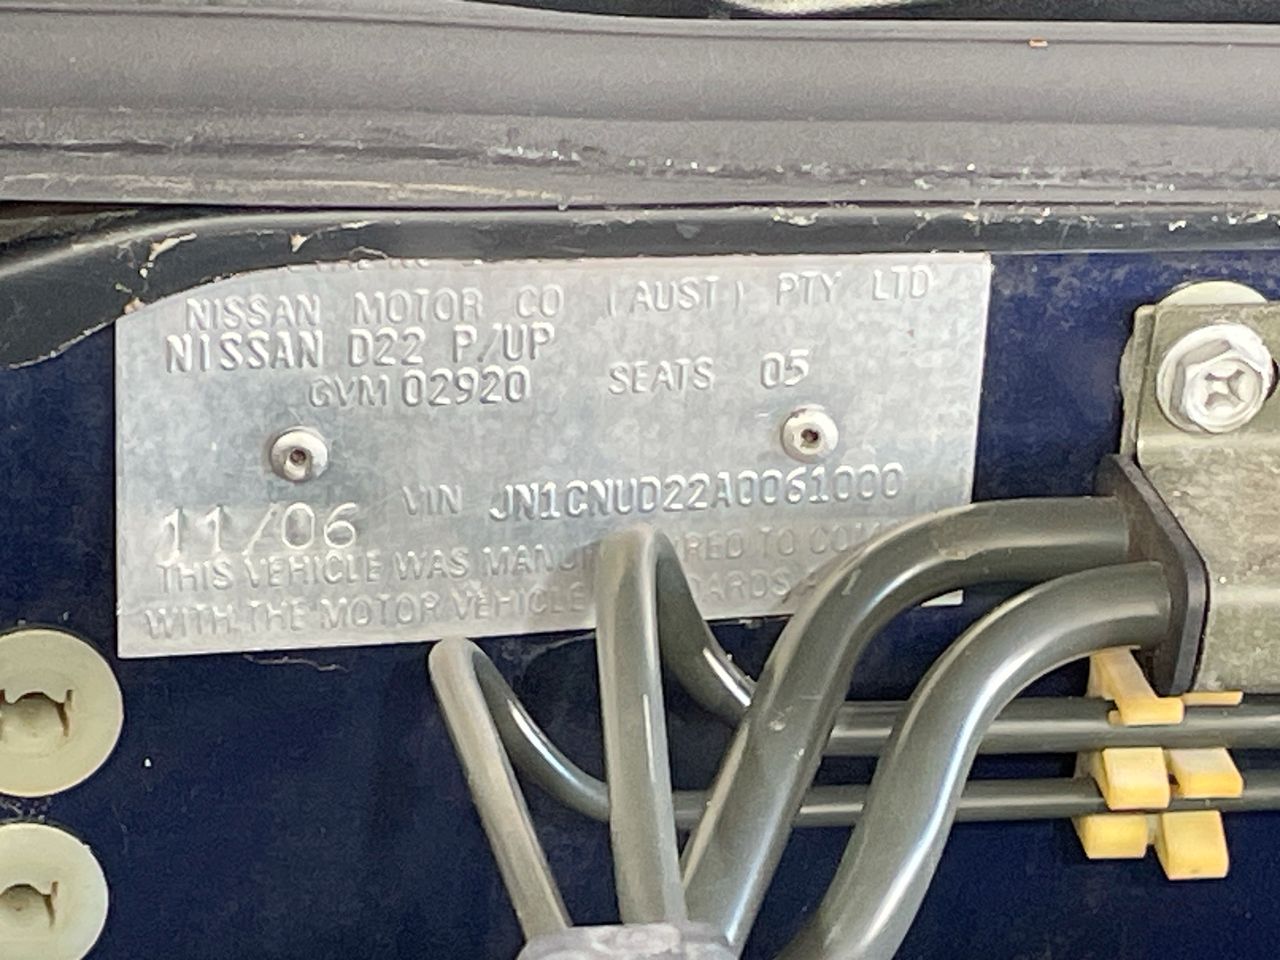 NISSAN MOTOR CO (AUST) PTY LTD
NISSAN D22 P/UP
GVM 02920 SEATS 05
VIN JN1CNUD22A0061000
11/06
THIS VEHICLE WAS TO
WITH THE MOTOR VEHICLE